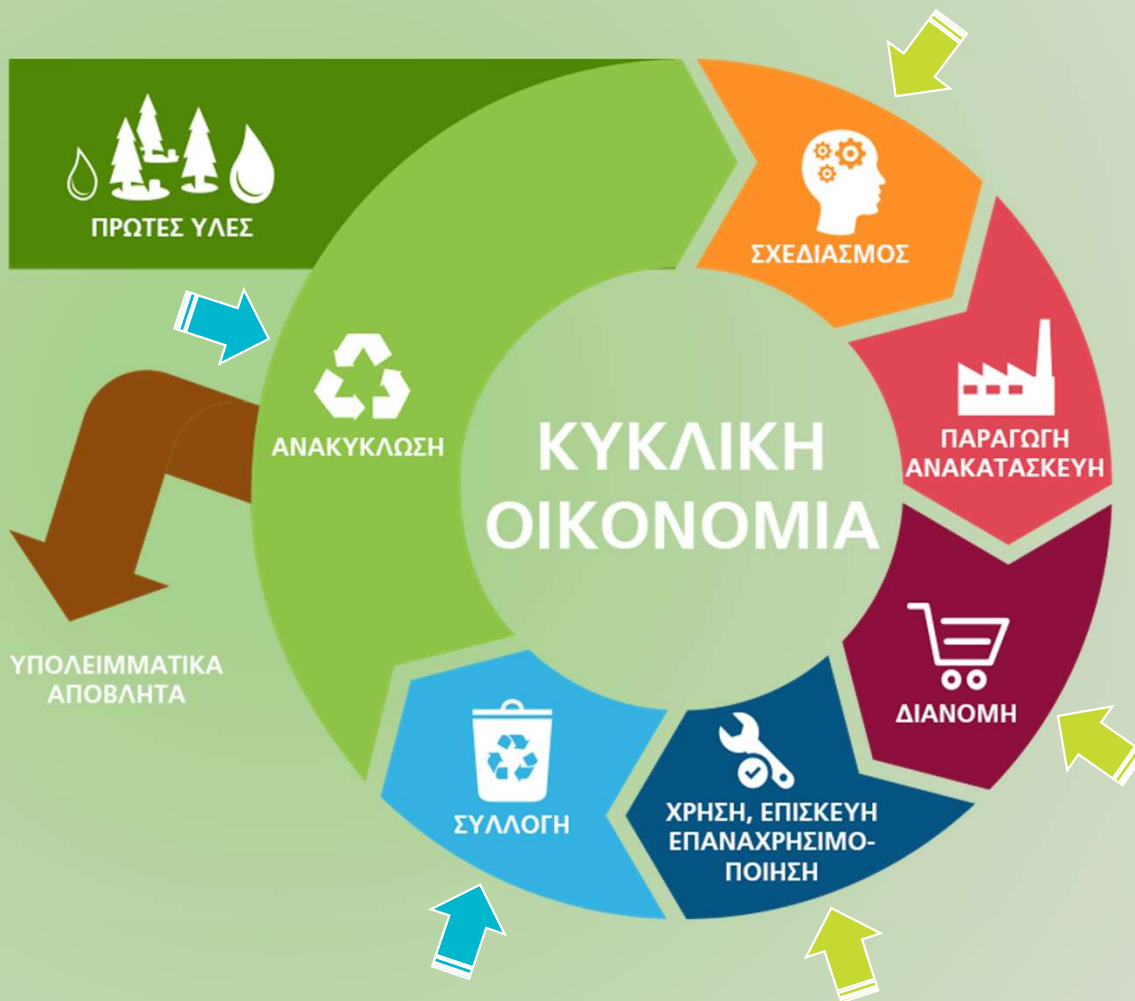 ΠΡΩΤΕΣ ΥΛΕΣ
ΣΧΕΔΙΑΣΜΟΣ
ΠΑΡΑΓΩΓΗ
ΑΝΑΚΑΤΑΣΚΕΥΗ
ΑΝΑΚΥΚΛΩΣΗ
ΚΥΚΛΙΚΗ
ΟΙΚΟΝΟΜΙΑ
ΔΙΑΝΟΜΗ
ΥΠΟΛΕΙΜΜΑΤΙΚΑ
ΑΠΟΒΛΗΤΑ
ΧΡΗΣΗ, ΕΠΙΣΚΕΥΗ
ΕΠΑΝΑΧΡΗΣΙΜΟ-
ΠΟΙΗΣΗ
ΣΥΛΛΟΓΗ